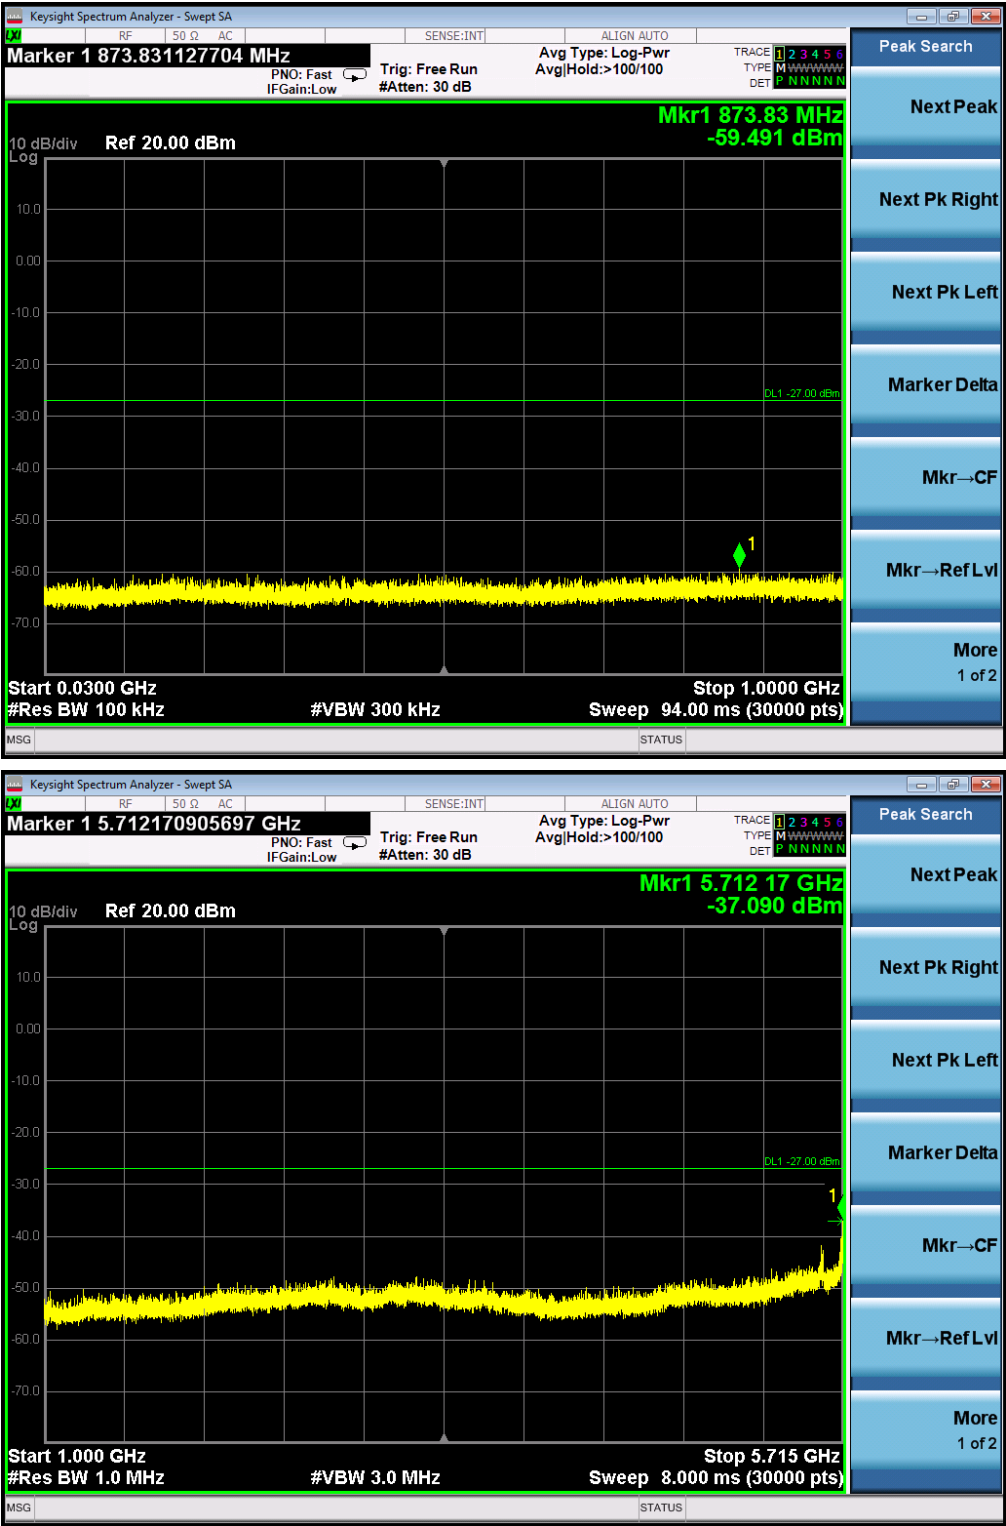 Keysight Spectrum Analyzer - Swept SA
LXI RF 50 Ω AC SENSE:INT ALIGN AUTO
Marker 1 873.831127704 MHz
PNO: Fast
IFGain:Low
Trig: Free Run
#Atten: 30 dB
Avg Type: Log-Pwr
Avg|Hold:>100/100
TRACE 1 2 3 4 5 6
TYPE M WWWWW
DET P N N N N N
Mkr1 873.83 MHz
-59.491 dBm
10 dB/div Ref 20.00 dBm
Log
10.0
0.00
-10.0
-20.0
DL1 -27.00 dBm
-30.0
-40.0
-50.0
1
-60.0
-70.0
Start 0.0300 GHz Stop 1.0000 GHz
#Res BW 100 kHz #VBW 300 kHz Sweep 94.00 ms (30000 pts)
MSG STATUS
Peak Search
Next Peak
Next Pk Right
Next Pk Left
Marker Delta
Mkr→CF
Mkr→Ref Lvl
More
1 of 2
Keysight Spectrum Analyzer - Swept SA
LXI RF 50 Ω AC SENSE:INT ALIGN AUTO
Marker 1 5.712170905697 GHz
PNO: Fast
IFGain:Low
Trig: Free Run
#Atten: 30 dB
Avg Type: Log-Pwr
Avg|Hold:>100/100
TRACE 1 2 3 4 5 6
TYPE M WWWWW
DET P N N N N N
Mkr1 5.712 17 GHz
-37.090 dBm
10 dB/div Ref 20.00 dBm
Log
10.0
0.00
-10.0
-20.0
DL1 -27.00 dBm
-30.0
1
-40.0
-50.0
-60.0
-70.0
Start 1.000 GHz Stop 5.715 GHz
#Res BW 1.0 MHz #VBW 3.0 MHz Sweep 8.000 ms (30000 pts)
MSG STATUS
Peak Search
Next Peak
Next Pk Right
Next Pk Left
Marker Delta
Mkr→CF
Mkr→Ref Lvl
More
1 of 2